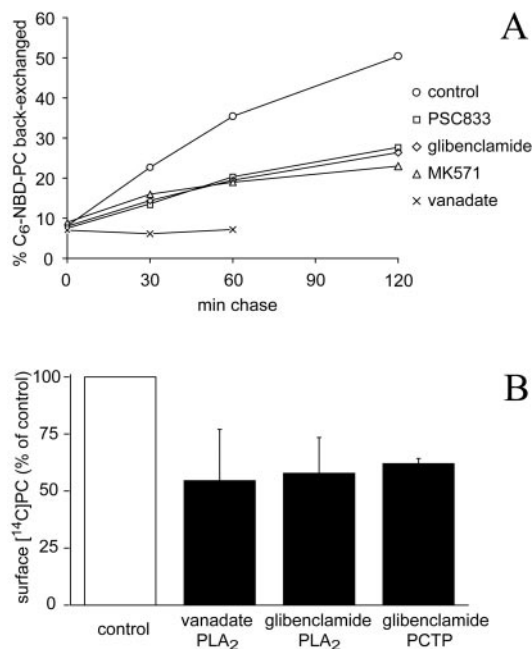 A
% C₆-NBD-PC back-exchanged
60
50
40
30
20
10
0
0 30 60 90 120
min chase
control
PSC833
glibenclamide
MK571
vanadate
B
surface [¹⁴C]PC (% of control)
100
75
50
25
0
control
vanadate
PLA₂
glibenclamide
PLA₂
glibenclamide
PCTP